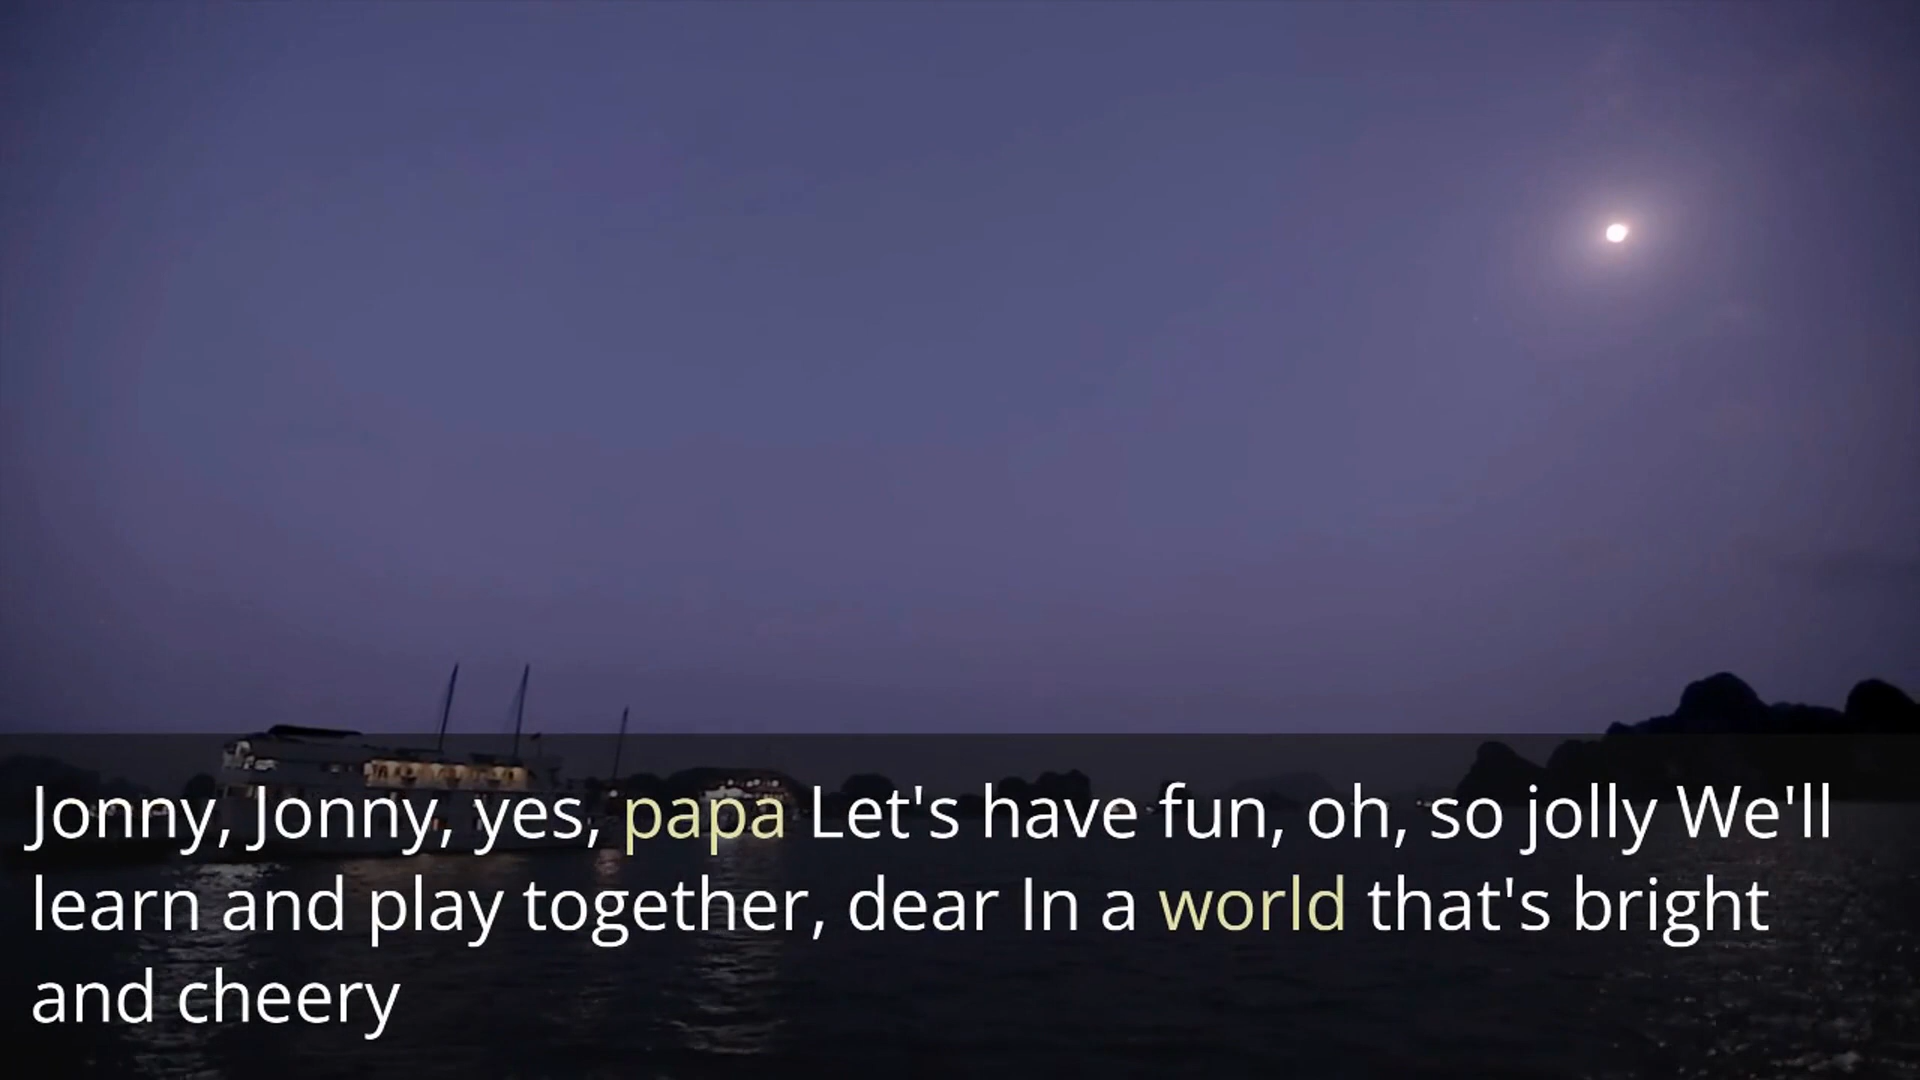 Jonny, Jonny, yes, papa Let's have fun, oh, so jolly We'll
learn and play together, dear In a world that's bright
and cheery